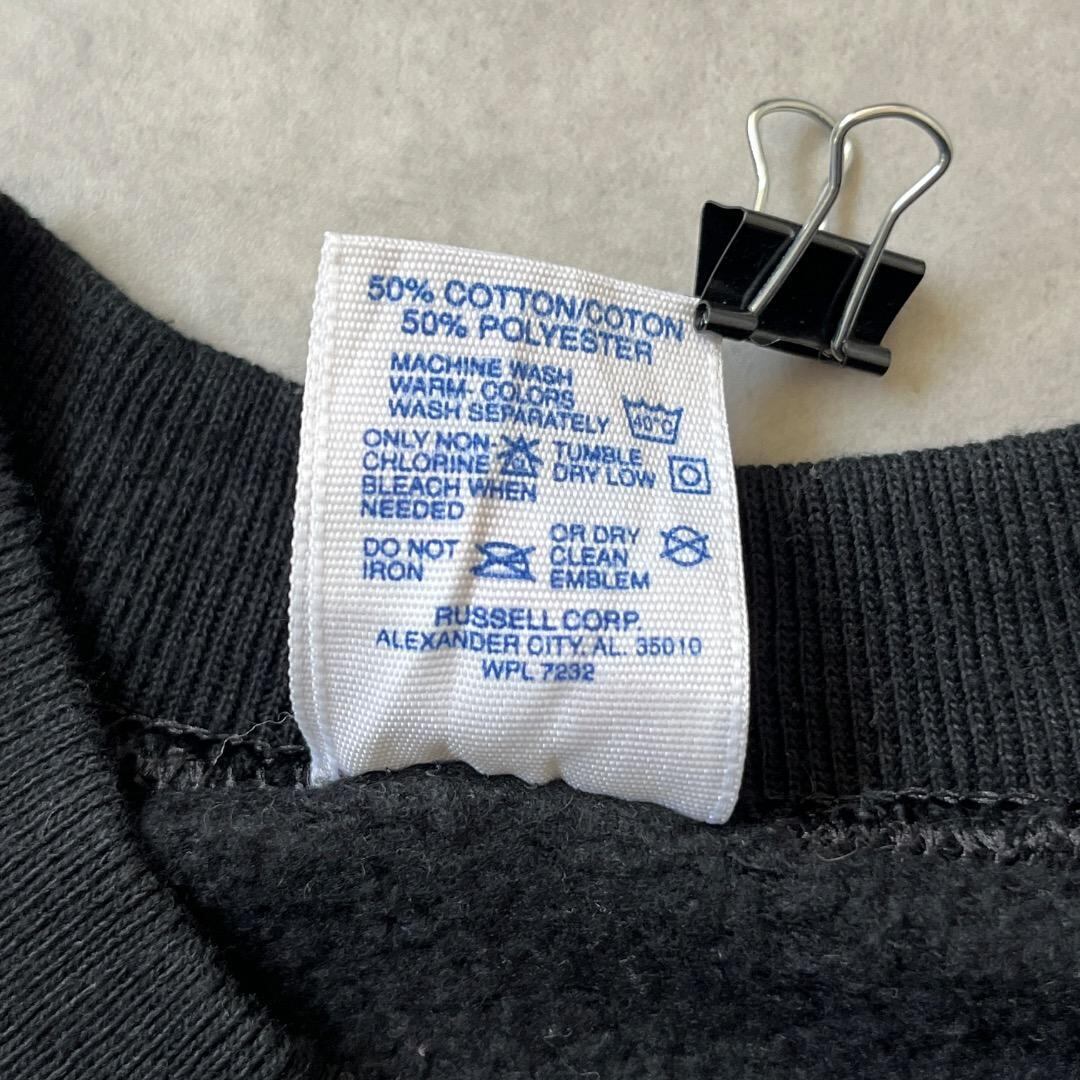 50% COTTON/COTON
50% POLYESTER
MACHINE WASH
WARM- COLORS
WASH SEPARATELY
40°C
ONLY NON-
CHLORINE
BLEACH WHEN
NEEDED
TUMBLE
DRY LOW
DO NOT
IRON
OR DRY
CLEAN
EMBLEM
RUSSELL CORP.
ALEXANDER CITY, AL. 35010
WPL 7232